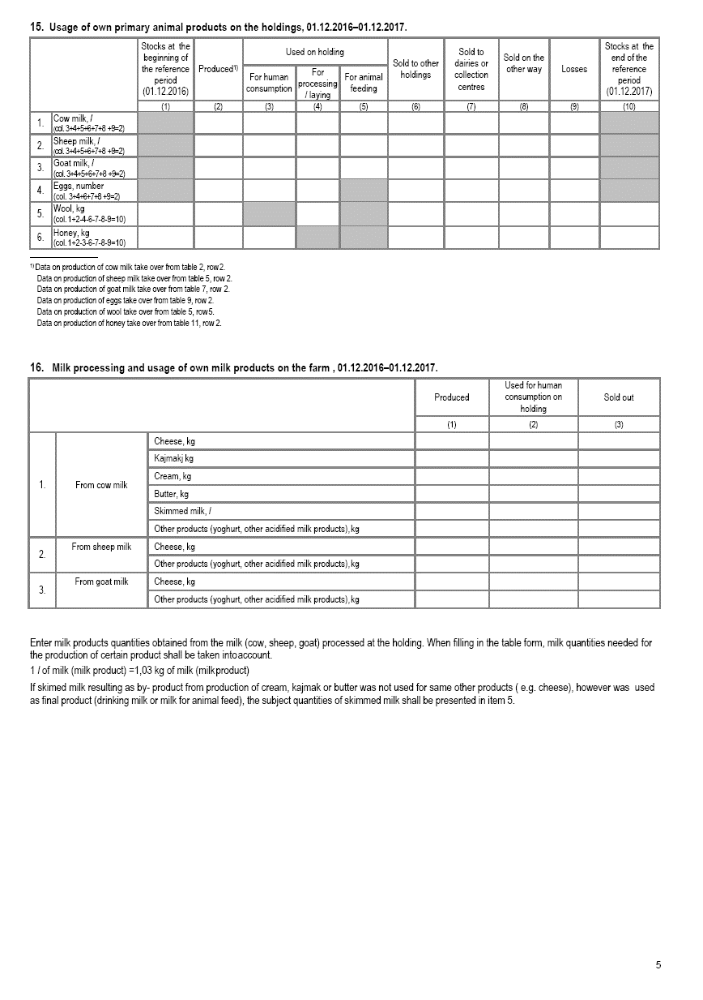 15. Usage of own primary animal products on the holdings, 01.12.2016–01.12.2017.
Stocks at the
beginning of
the reference
period
(01.12.2016)
Produced1)
Used on holding
For human
consumption
For
processing
/ laying
For animal
feeding
Sold to other
holdings
Sold to
dairies or
collection
centres
Sold on the
other way
Losses
Stocks at the
end of the
reference
period
(01.12.2017)
(1) (2) (3) (4) (5) (6) (7) (8) (9) (10)
1. Cow milk, l
(col. 3+4+5+6+7+8 +9=2)
2. Sheep milk, l
(col. 3+4+5+6+7+8 +9=2)
3. Goat milk, l
(col. 3+4+5+6+7+8 +9=2)
4. Eggs, number
(col. 3+4+6+7+8 +9=2)
5. Wool, kg
(col. 1+2-4-6-7-8-9=10)
6. Honey, kg
(col. 1+2-3-6-7-8-9=10)
1) Data on production of cow milk take over from table 2, row 2.
Data on production of sheep milk take over from table 5, row 2.
Data on production of goat milk take over from table 7, row 2.
Data on production of eggs take over from table 9, row 2.
Data on production of wool take over from table 5, row 5.
Data on production of honey take over from table 11, row 2.
16. Milk processing and usage of own milk products on the farm , 01.12.2016–01.12.2017.
Produced
Used for human
consumption on
holding
Sold out
(1) (2) (3)
1. From cow milk
Cheese, kg
Kajmakj kg
Cream, kg
Butter, kg
Skimmed milk, l
Other products (yoghurt, other acidified milk products), kg
2. From sheep milk
Cheese, kg
Other products (yoghurt, other acidified milk products), kg
3. From goat milk
Cheese, kg
Other products (yoghurt, other acidified milk products), kg
Enter milk products quantities obtained from the milk (cow, sheep, goat) processed at the holding. When filling in the table form, milk quantities needed for
the production of certain product shall be taken into account.
1 l of milk (milk product) =1,03 kg of milk (milk product)
If skimed milk resulting as by- product from production of cream, kajmak or butter was not used for same other products ( e.g. cheese), however was used
as final product (drinking milk or milk for animal feed), the subject quantities of skimmed milk shall be presented in item 5.
5